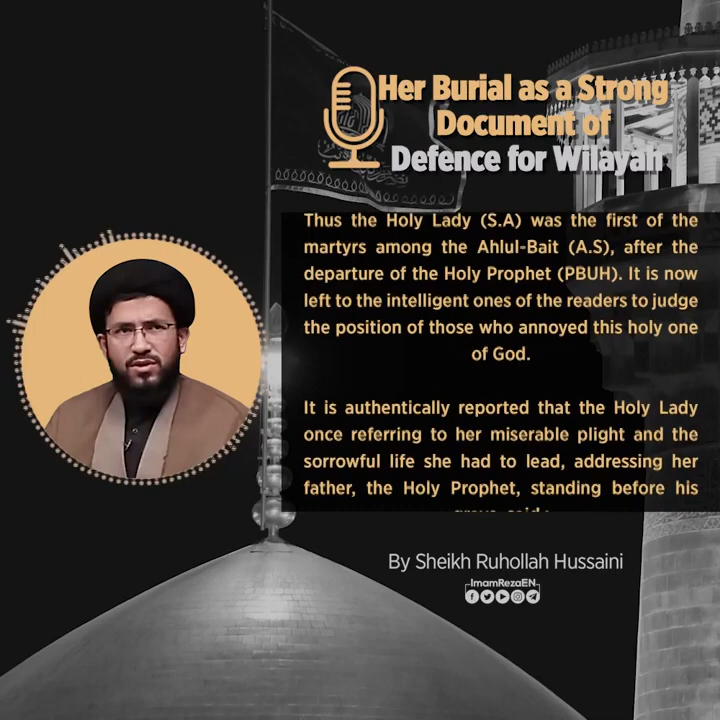 Her Burial as a Strong
Document of
Defence for Wilayah
Thus the Holy Lady (S.A) was the first of the
martyrs among the Ahlul-Bait (A.S), after the
departure of the Holy Prophet (PBUH). It is now
left to the intelligent ones of the readers to judge
the position of those who annoyed this holy one
of God.
It is authentically reported that the Holy Lady
once referring to her miserable plight and the
sorrowful life she had to lead, addressing her
father, the Holy Prophet, standing before his
By Sheikh Ruhollah Hussaini
ImamRezaEN